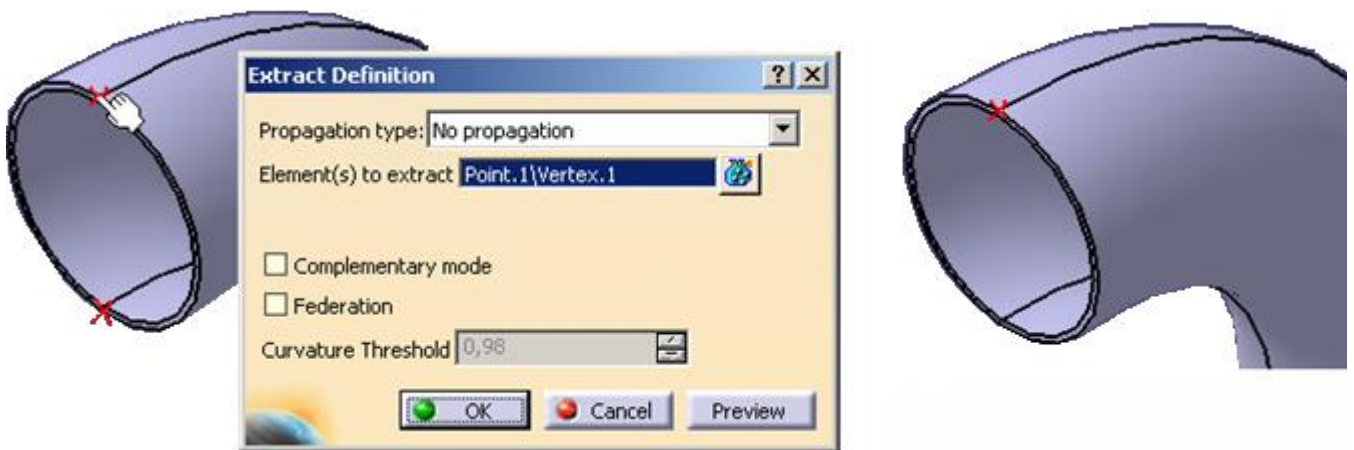 Extract Definition
Propagation type: No propagation
Element(s) to extract Point.1\Vertex.1
Complementary mode
Federation
Curvature Threshold 0,98
OK Cancel Preview